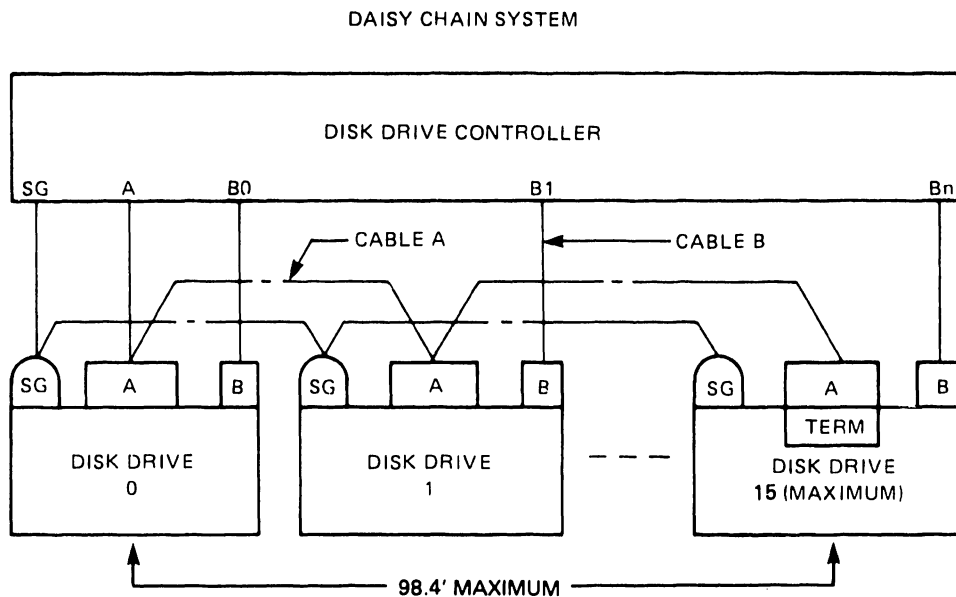 DAISY CHAIN SYSTEM
DISK DRIVE CONTROLLER
SG A B0 B1 Bn
CABLE A CABLE B
SG A B SG A B SG A B
TERM
DISK DRIVE
0
DISK DRIVE
1
DISK DRIVE
15 (MAXIMUM)
98.4' MAXIMUM